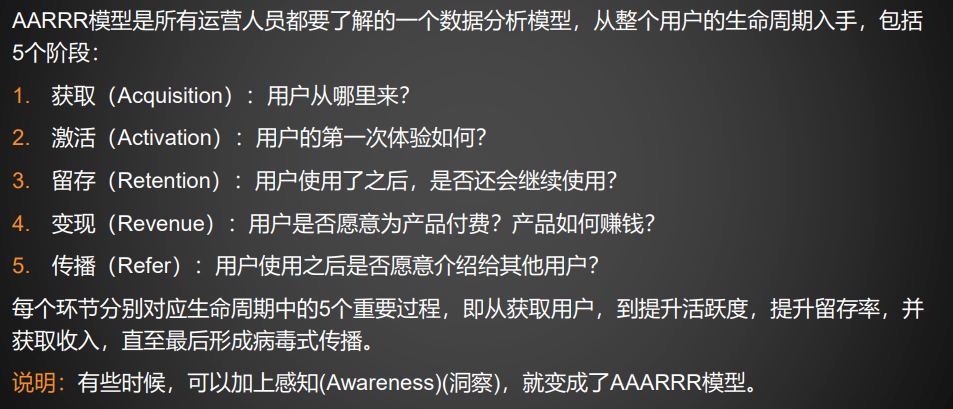 AARRR模型是所有运营人员都要了解的一个数据分析模型，从整个用户的生命周期入手，包括
5个阶段：
1. 获取（Acquisition）：用户从哪里来？
2. 激活（Activation）：用户的第一次体验如何？
3. 留存（Retention）：用户使用了之后，是否还会继续使用？
4. 变现（Revenue）：用户是否愿意为产品付费？产品如何赚钱？
5. 传播（Refer）：用户使用之后是否愿意介绍给其他用户？
每个环节分别对应生命周期中的5个重要过程，即从获取用户，到提升活跃度，提升留存率，并
获取收入，直至最后形成病毒式传播。
说明：有些时候，可以加上感知(Awareness)(洞察)，就变成了AAARRR模型。